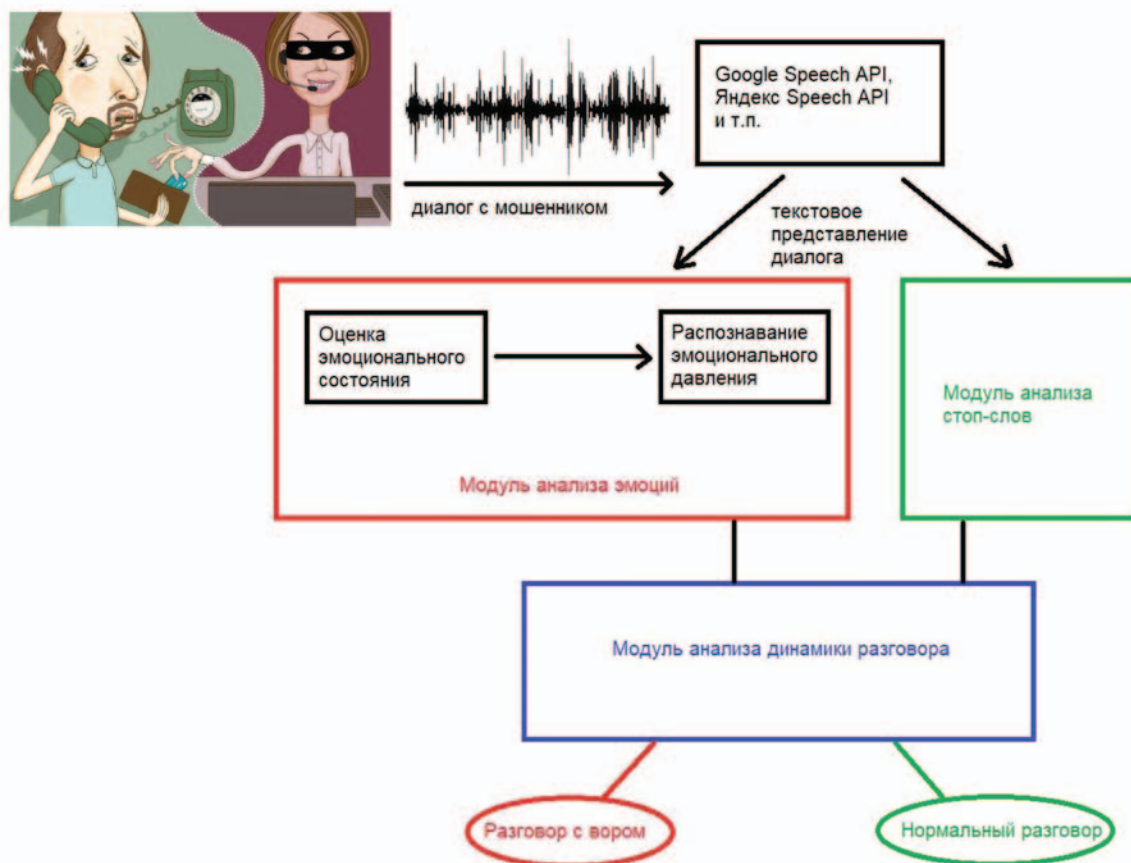 Google Speech API,
Яндекс Speech API
и т.п.
диалог с мошенником
текстовое
представление
диалога
Оценка
эмоционального
состояния
Распознавание
эмоционального
давления
Модуль анализа эмоций
Модуль анализа
стоп-слов
Модуль анализа динамики разговора
Разговор с вором
Нормальный разговор